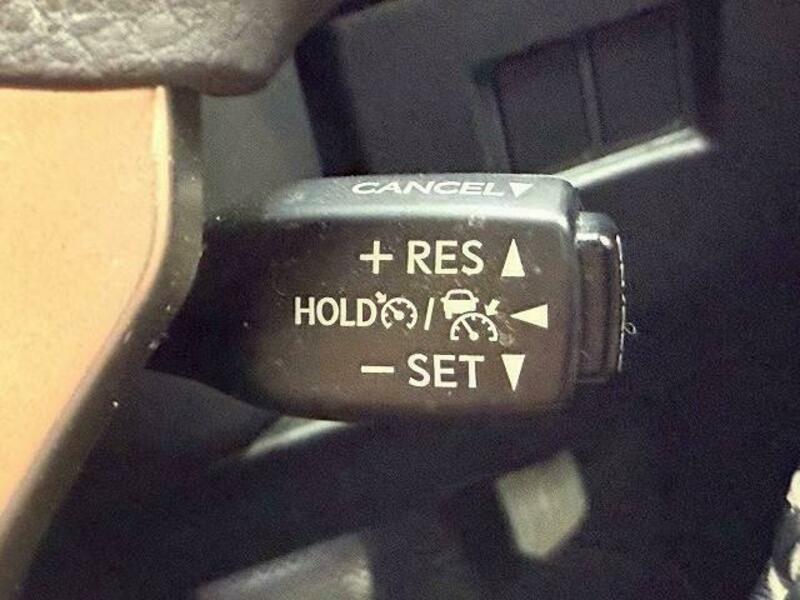 CANCEL▼
+ RES ▲
HOLD / ◀
− SET ▼